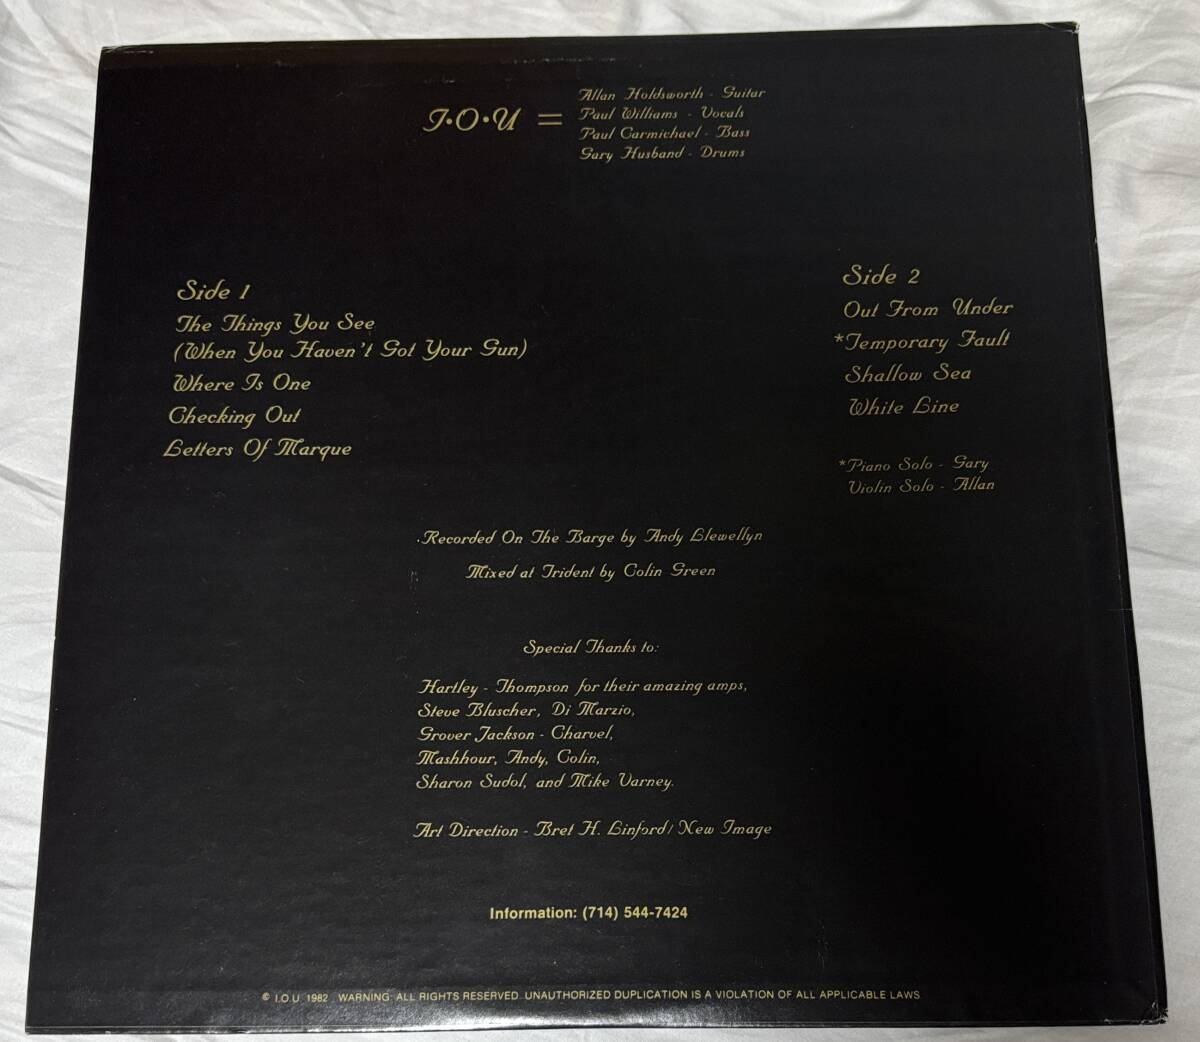 I·O·U =
Allan Holdsworth - Guitar
Paul Williams - Vocals
Paul Carmichael - Bass
Gary Husband - Drums
Side 1
The Things You See
(When You Haven't Got Your Gun)
Where Is One
Checking Out
Letters Of Marque
Side 2
Out From Under
*Temporary Fault
Shallow Sea
White Line
*Piano Solo - Gary
Violin Solo - Allan
Recorded On The Barge by Andy Llewellyn
Mixed at Trident by Colin Green
Special Thanks to:
Hartley - Thompson for their amazing amps,
Steve Bluscher, Di Marzio,
Grover Jackson - Charvel,
Mashhour, Andy, Colin,
Sharon Sudol, and Mike Varney.
Art Direction - Bret H. Linford/New Image
Information: (714) 544-7424
© I.O.U. 1982 WARNING: ALL RIGHTS RESERVED. UNAUTHORIZED DUPLICATION IS A VIOLATION OF ALL APPLICABLE LAWS